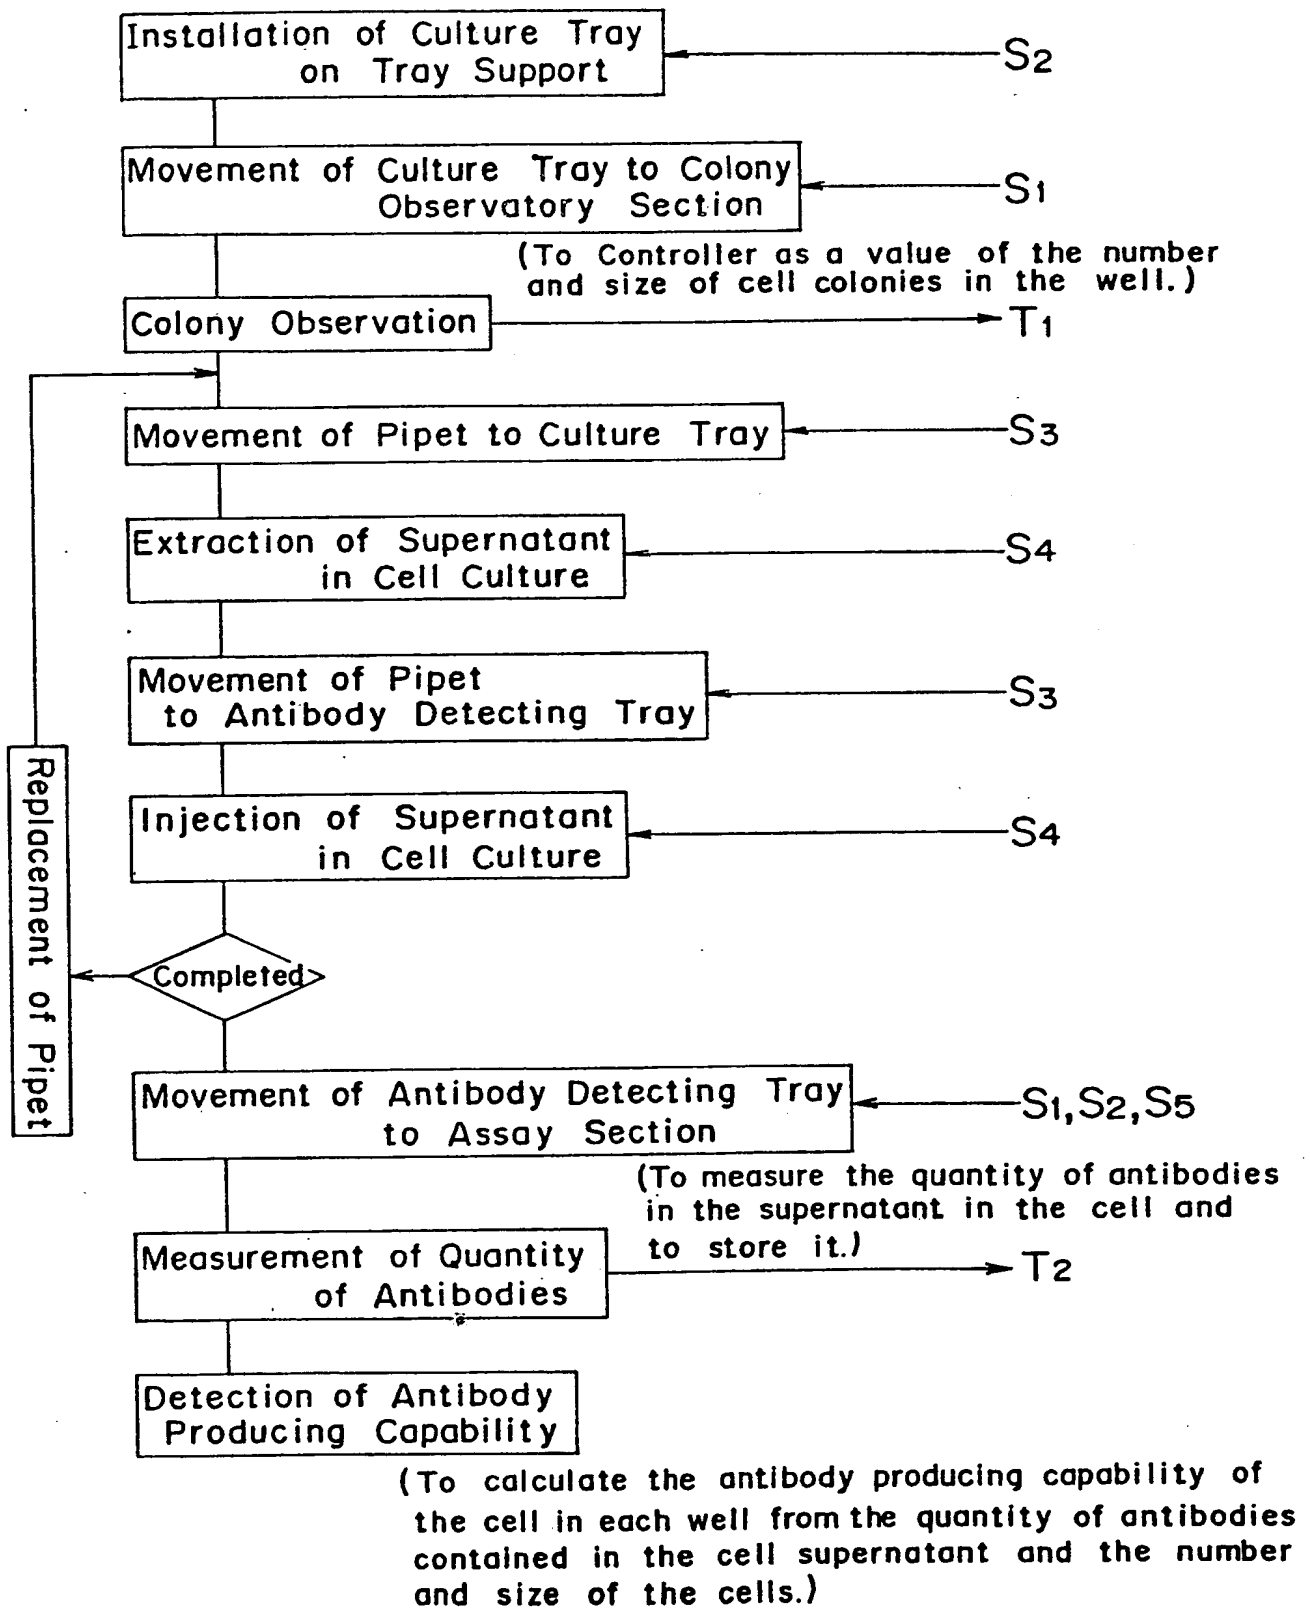 Installation of Culture Tray
on Tray Support
S2
Movement of Culture Tray to Colony
Observatory Section
S1
(To Controller as a value of the number
and size of cell colonies in the well.)
Colony Observation
T1
Movement of Pipet to Culture Tray
S3
Extraction of Supernatant
in Cell Culture
S4
Movement of Pipet
to Antibody Detecting Tray
S3
Replacement of Pipet
Injection of Supernatant
in Cell Culture
S4
Completed
Movement of Antibody Detecting Tray
to Assay Section
S1,S2,S5
(To measure the quantity of antibodies
in the supernatant in the cell and
to store it.)
Measurement of Quantity
of Antibodies
T2
Detection of Antibody
Producing Capability
(To calculate the antibody producing capability of
the cell in each well from the quantity of antibodies
contained in the cell supernatant and the number
and size of the cells.)